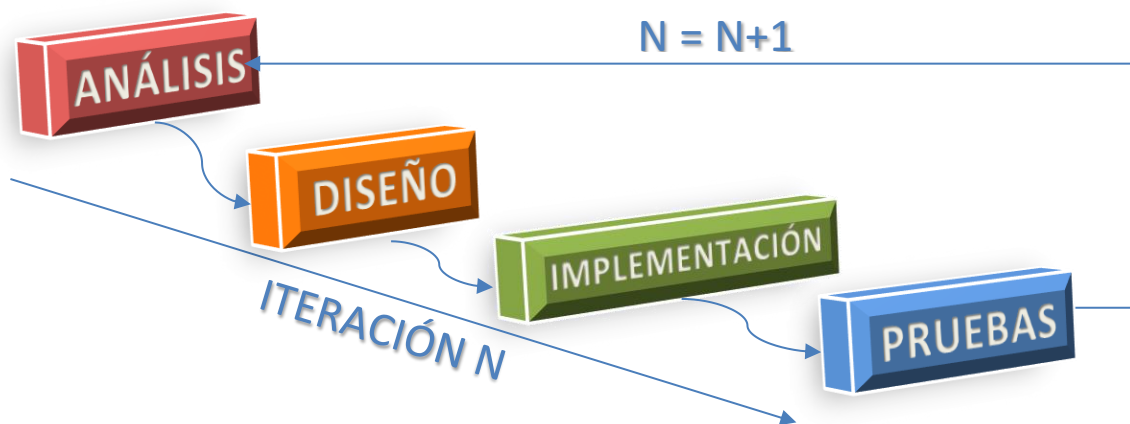 N = N+1
ANÁLISIS
DISEÑO
IMPLEMENTACIÓN
ITERACIÓN N
PRUEBAS